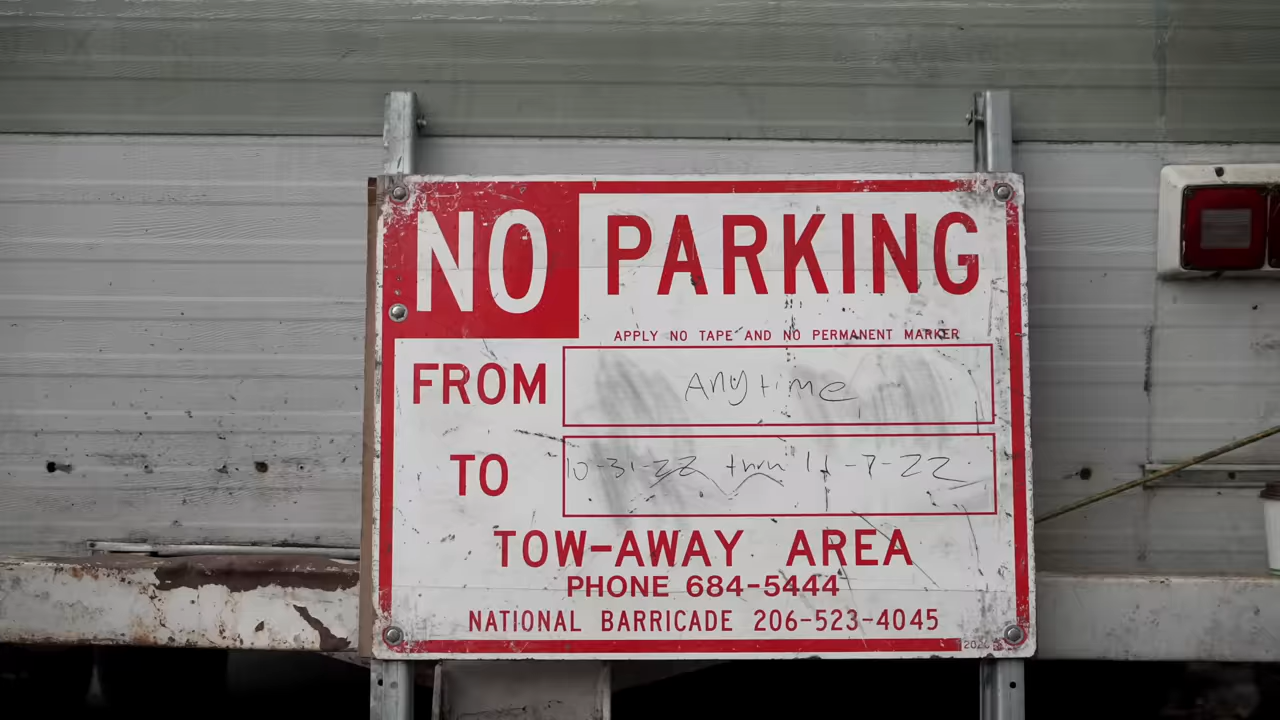 NO PARKING
APPLY NO TAPE AND NO PERMANENT MARKER
FROM Anytime
TO 10-31-22 thru 11-7-22
TOW-AWAY AREA
PHONE 684-5444
NATIONAL BARRICADE 206-523-4045